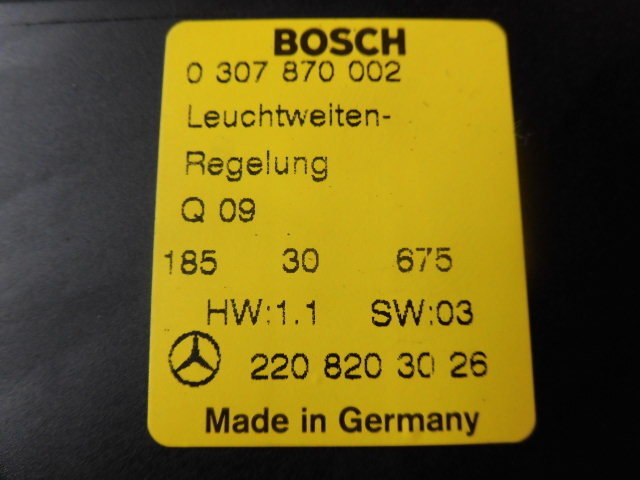 BOSCH
0 307 870 002
Leuchtweiten-
Regelung
Q 09
185 30 675
HW:1.1 SW:03
220 820 30 26
Made in Germany